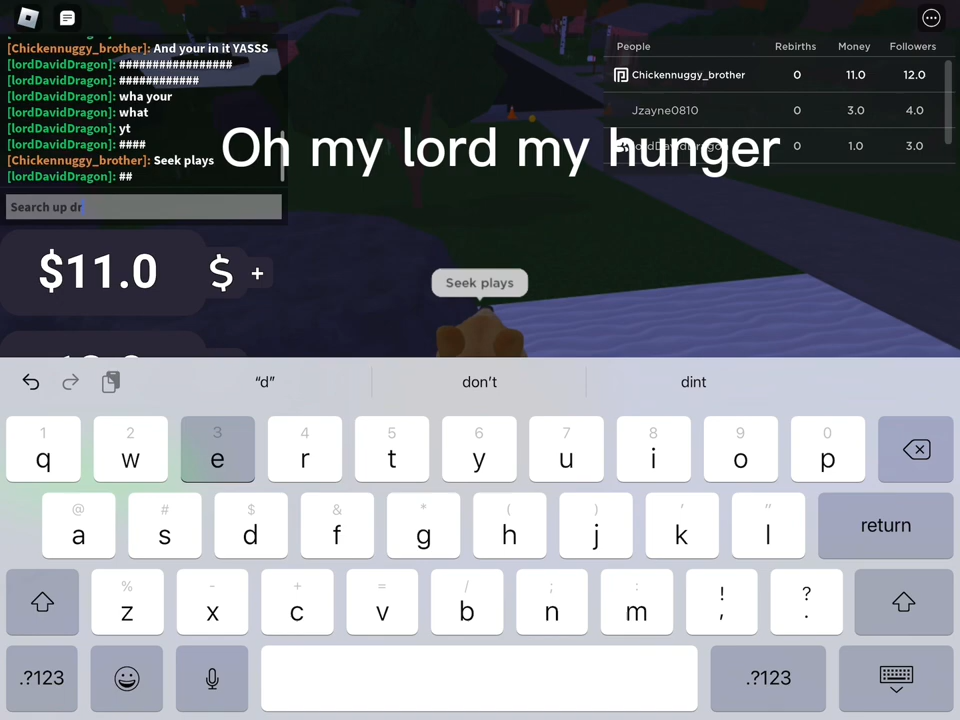 [Chickennuggy_brother]: And your in it YASSS
[lordDavidDragon]: #################
[lordDavidDragon]: ############
[lordDavidDragon]: wha your
[lordDavidDragon]: what
[lordDavidDragon]: yt
[lordDavidDragon]: ####
[Chickennuggy_brother]: Seek plays
[lordDavidDragon]: ##
Search up dr
People Rebirths Money Followers
Chickennuggy_brother 0 11.0 12.0
Jzayne0810 0 3.0 4.0
lordDavidDragon 0 1.0 3.0
Oh my lord my hunger
$11.0 $ +
Seek plays
“d” don't dint
1 2 3 4 5 6 7 8 9 0
q w e r t y u i o p
@ # $ & * ( ) ' "
a s d f g h j k l return
% - + = / ; : ! ?
z x c v b n m , .
.?123 .?123